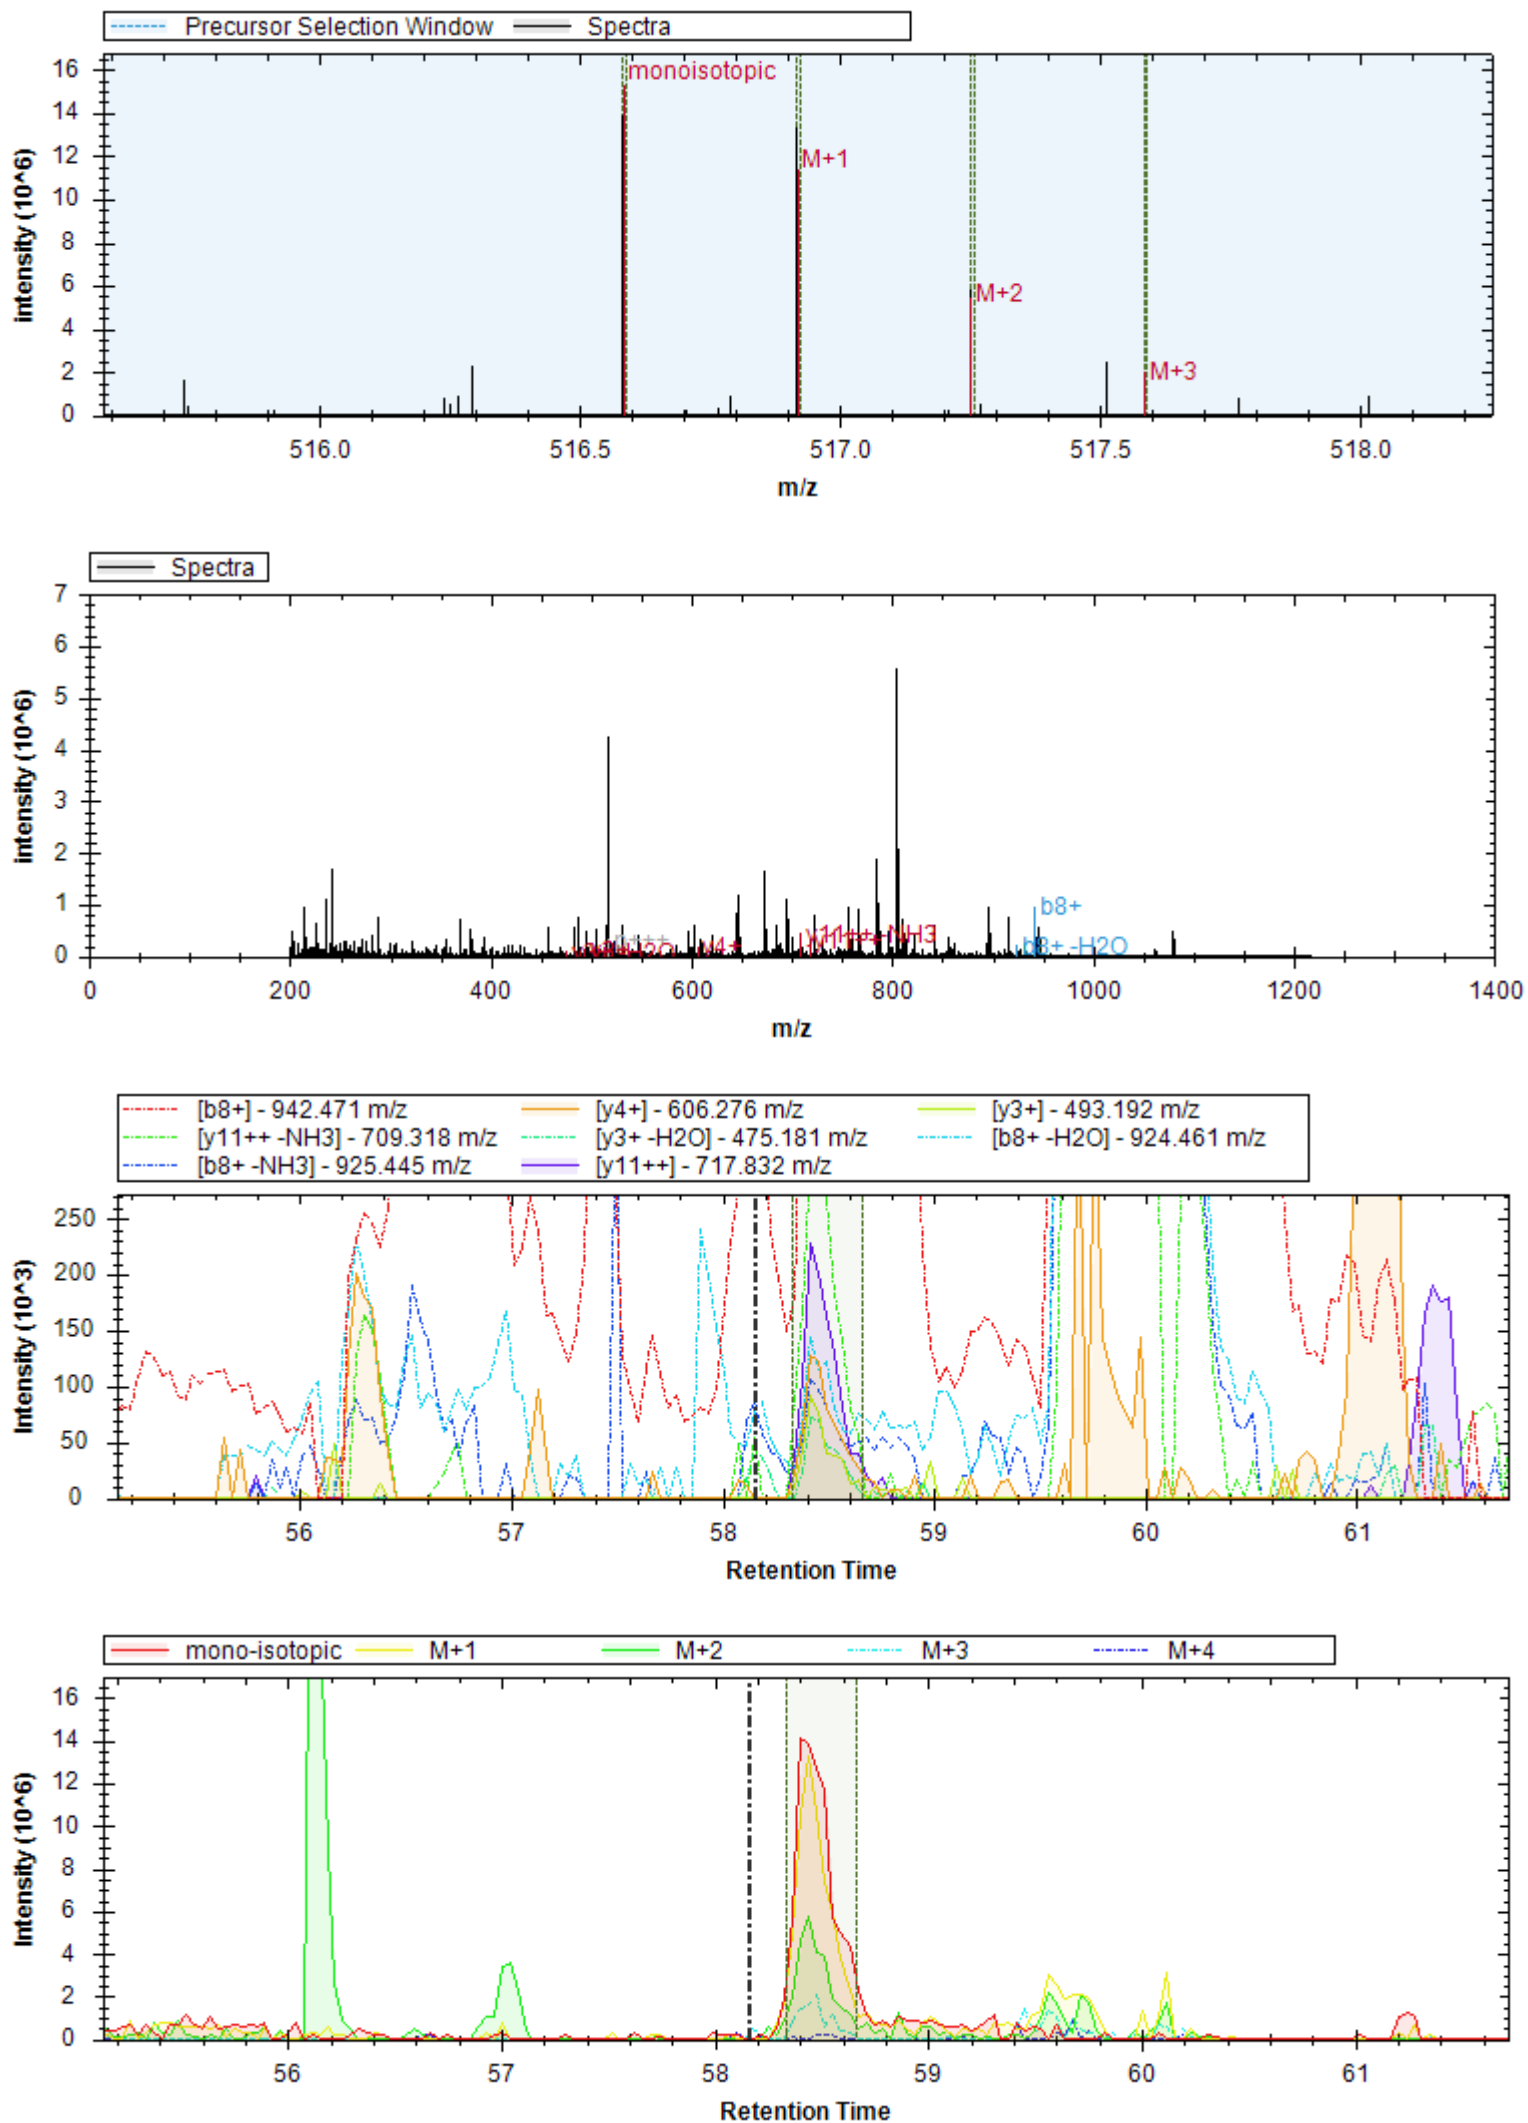 Precursor Selection Window Spectra
16
14
12
10
8
6
4
2
0
monoisotopic
M+1
M+2
M+3
intensity (10^6)
516.0 516.5 517.0 517.5 518.0
m/z
Spectra
7
6
5
4
3
2
1
0
intensity (10^6)
b8+
y4+
b8+ -H2O
0 200 400 600 800 1000 1200 1400
m/z
[b8+] - 942.471 m/z [y4+] - 606.276 m/z [y3+] - 493.192 m/z
[y11++ -NH3] - 709.318 m/z [y3+ -H2O] - 475.181 m/z [b8+ -H2O] - 924.461 m/z
[b8+ -NH3] - 925.445 m/z [y11++] - 717.832 m/z
250
200
150
100
50
0
Intensity (10^3)
56 57 58 59 60 61
Retention Time
mono-isotopic M+1 M+2 M+3 M+4
16
14
12
10
8
6
4
2
0
Intensity (10^6)
56 57 58 59 60 61
Retention Time